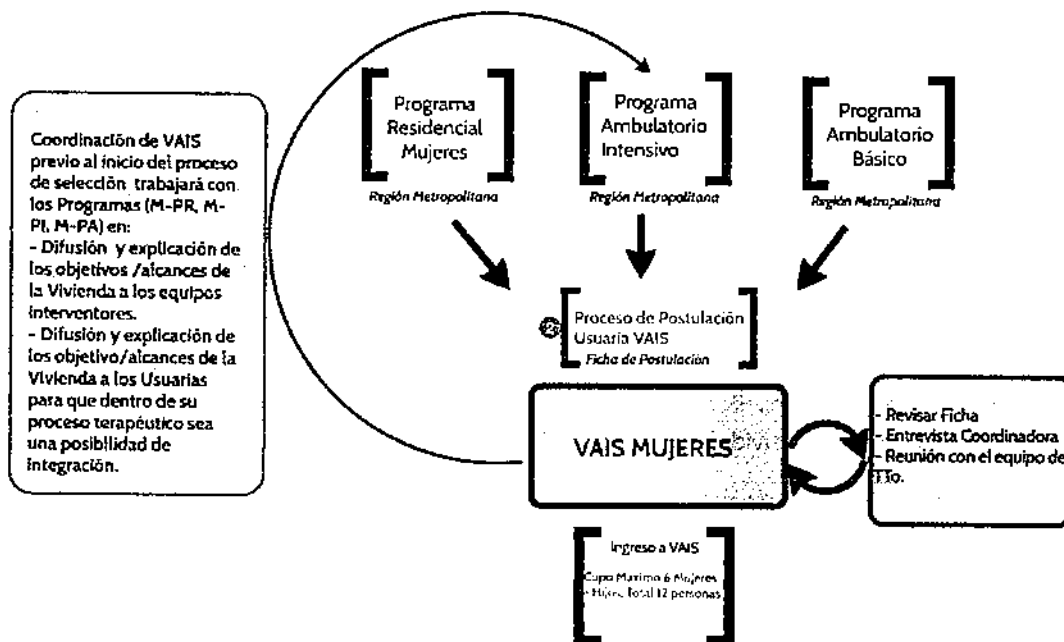 Coordinación de VAIS
previo al inicio del proceso
de selección trabajará con
los Programas (M-PR, M-
PI, M-PA) en:
- Difusión y explicación de
los objetivos /alcances de
la Vivienda a los equipos
interventores.
- Difusión y explicación de
los objetivo/alcances de la
Vivienda a los Usuarias
para que dentro de su
proceso terapéutico sea
una posibilidad de
integración.
Programa
Residencial
Mujeres
Región Metropolitana
Programa
Ambulatorio
Intensivo
Región Metropolitana
Programa
Ambulatorio
Básico
Región Metropolitana
Proceso de Postulación
Usuaria VAIS
Ficha de Postulación
VAIS MUJERES
- Revisar Ficha
- Entrevista Coordinadora
- Reunión con el equipo de
Tto.
Ingreso a VAIS
Cupo Maximo 6 Mujeres
Hijos, Total 12 personas